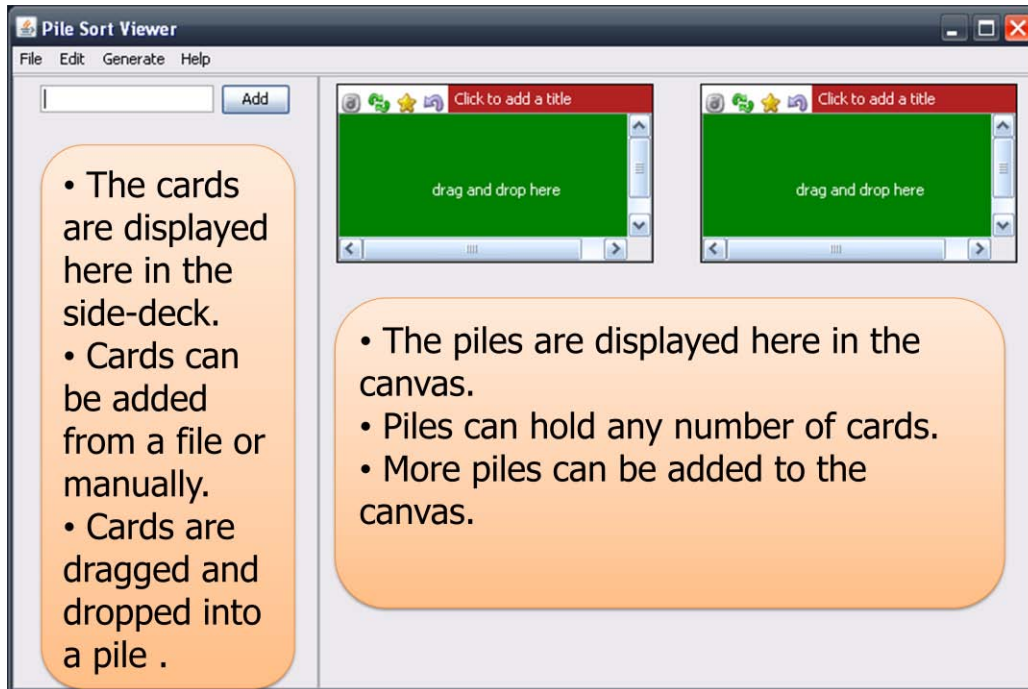 Pile Sort Viewer
File Edit Generate Help
Add
• The cards
are displayed
here in the
side-deck.
• Cards can
be added
from a file or
manually.
• Cards are
dragged and
dropped into
a pile .
Click to add a title
drag and drop here
Click to add a title
drag and drop here
• The piles are displayed here in the
canvas.
• Piles can hold any number of cards.
• More piles can be added to the
canvas.